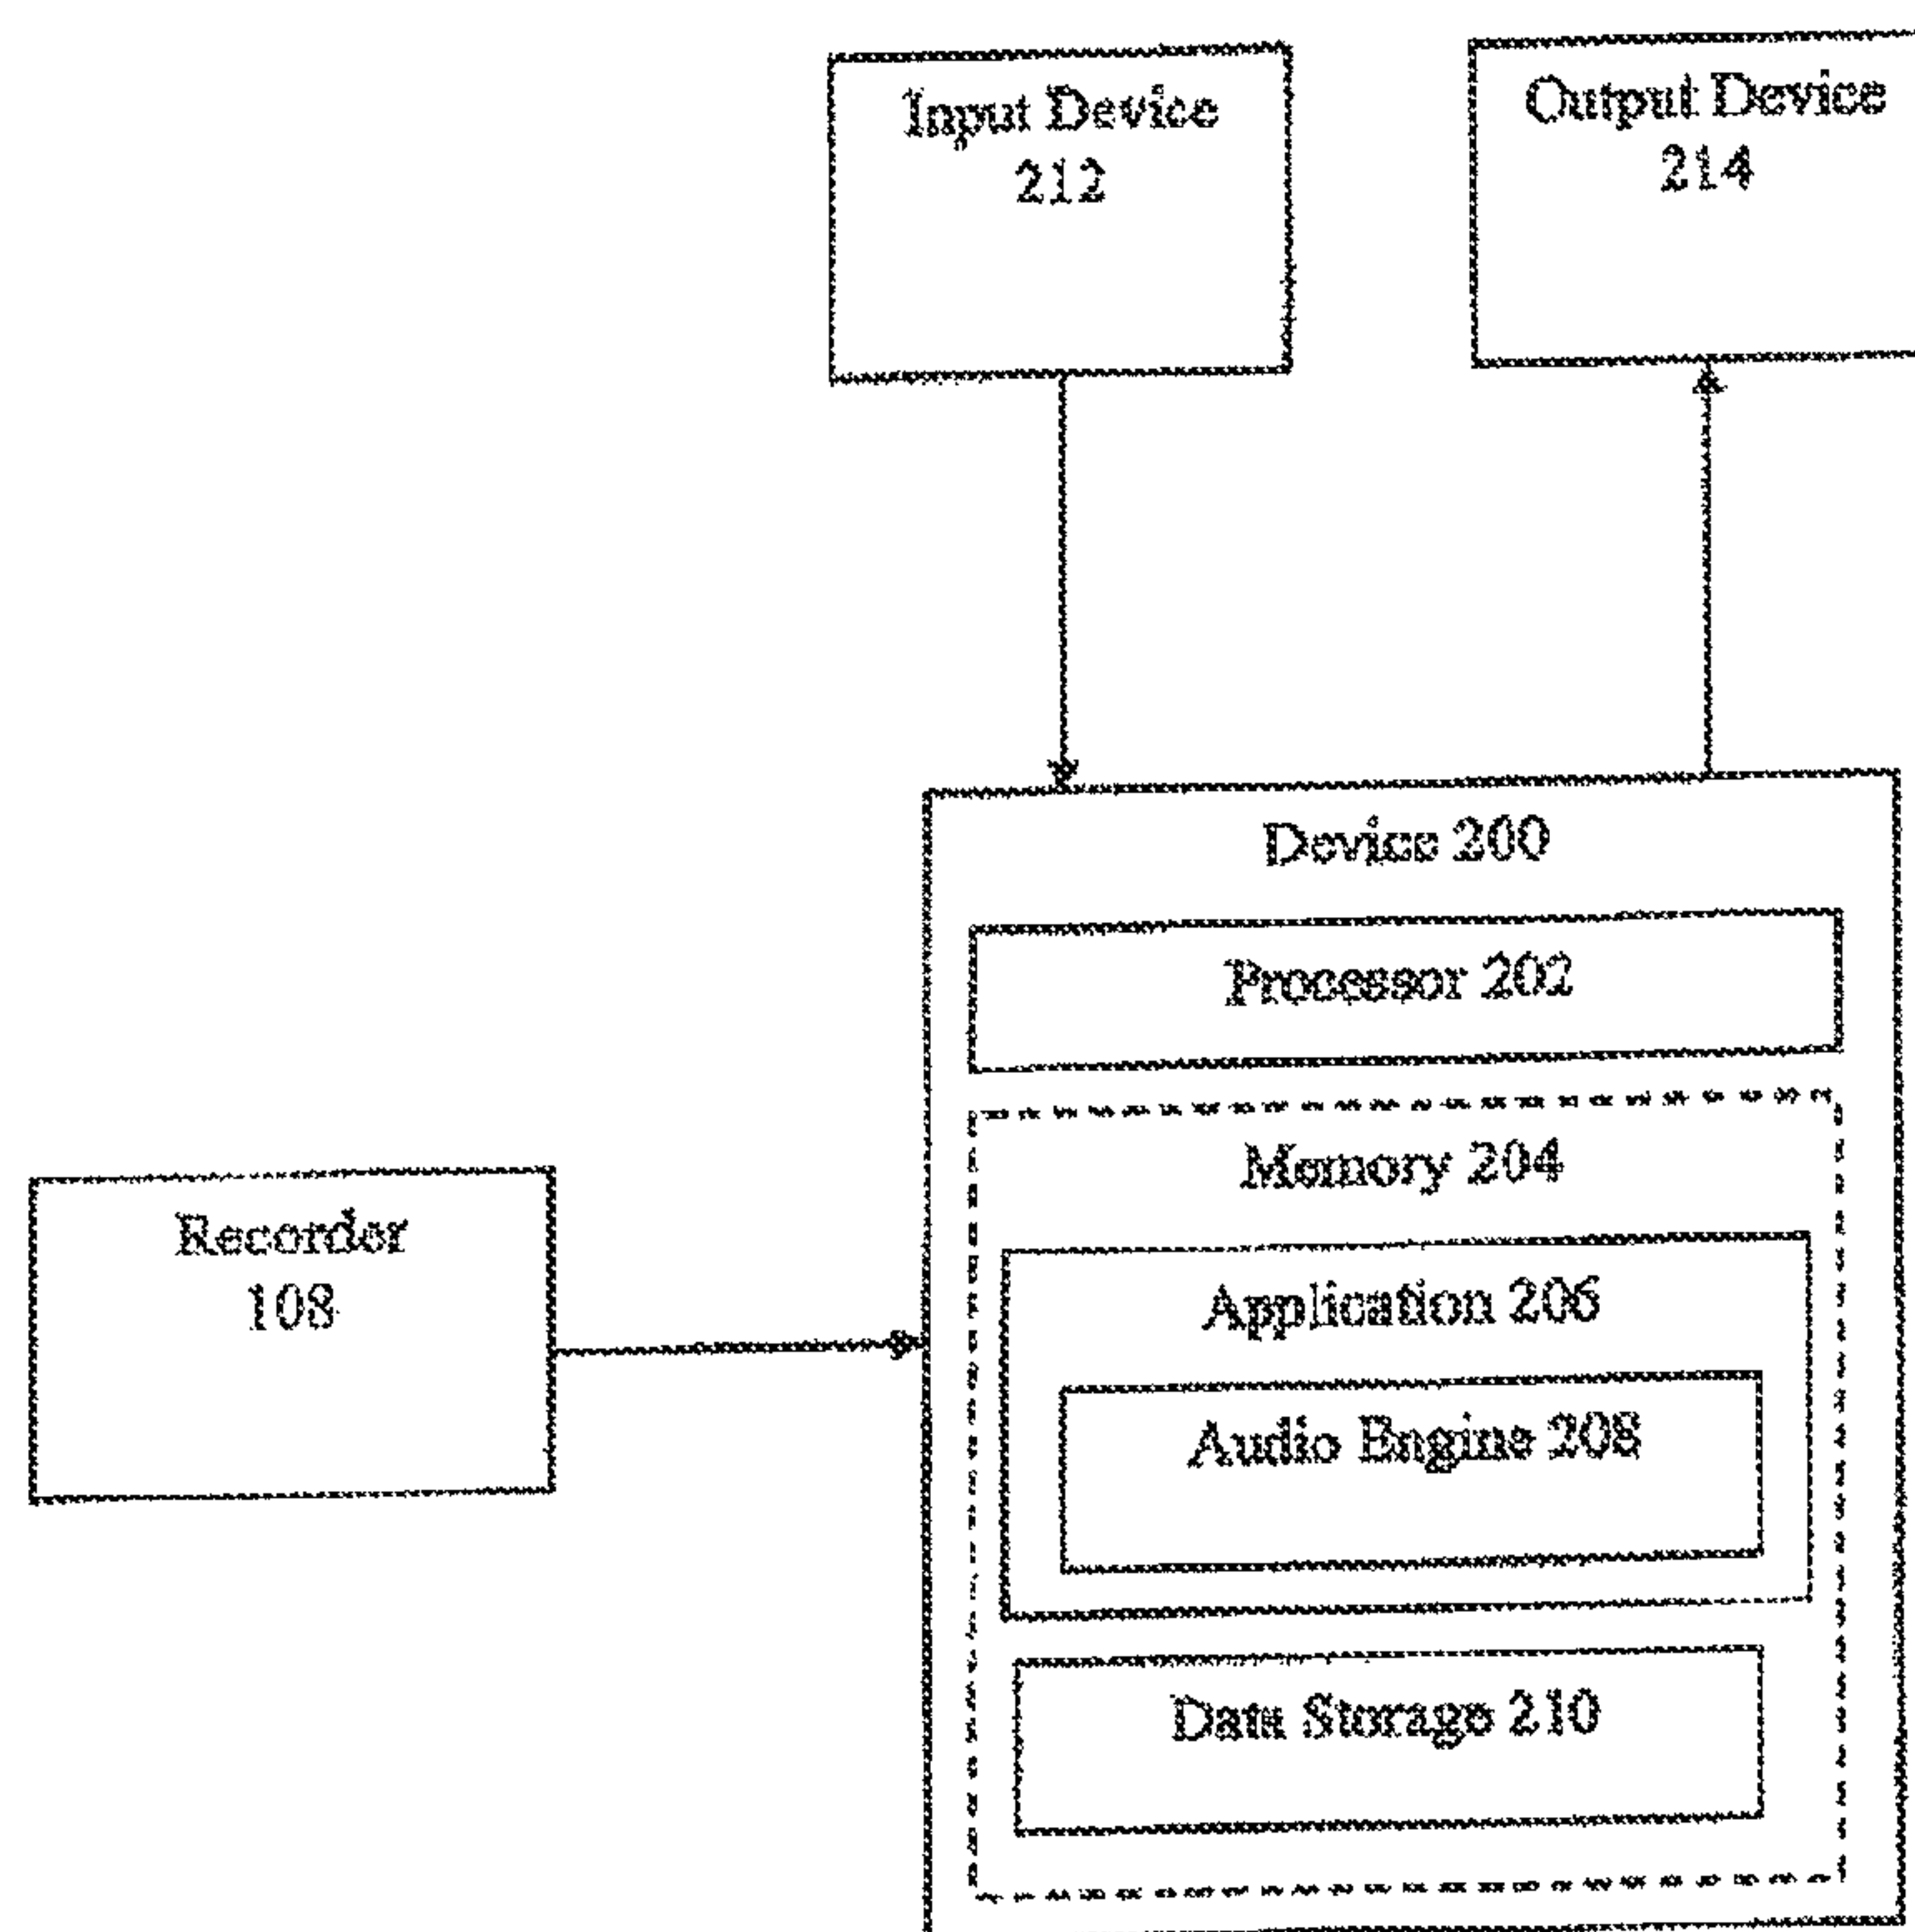 Input Device
212
Output Device
214
Device 200
Processor 202
Memory 204
Recorder
108
Application 206
Audio Engine 208
Data Storage 210